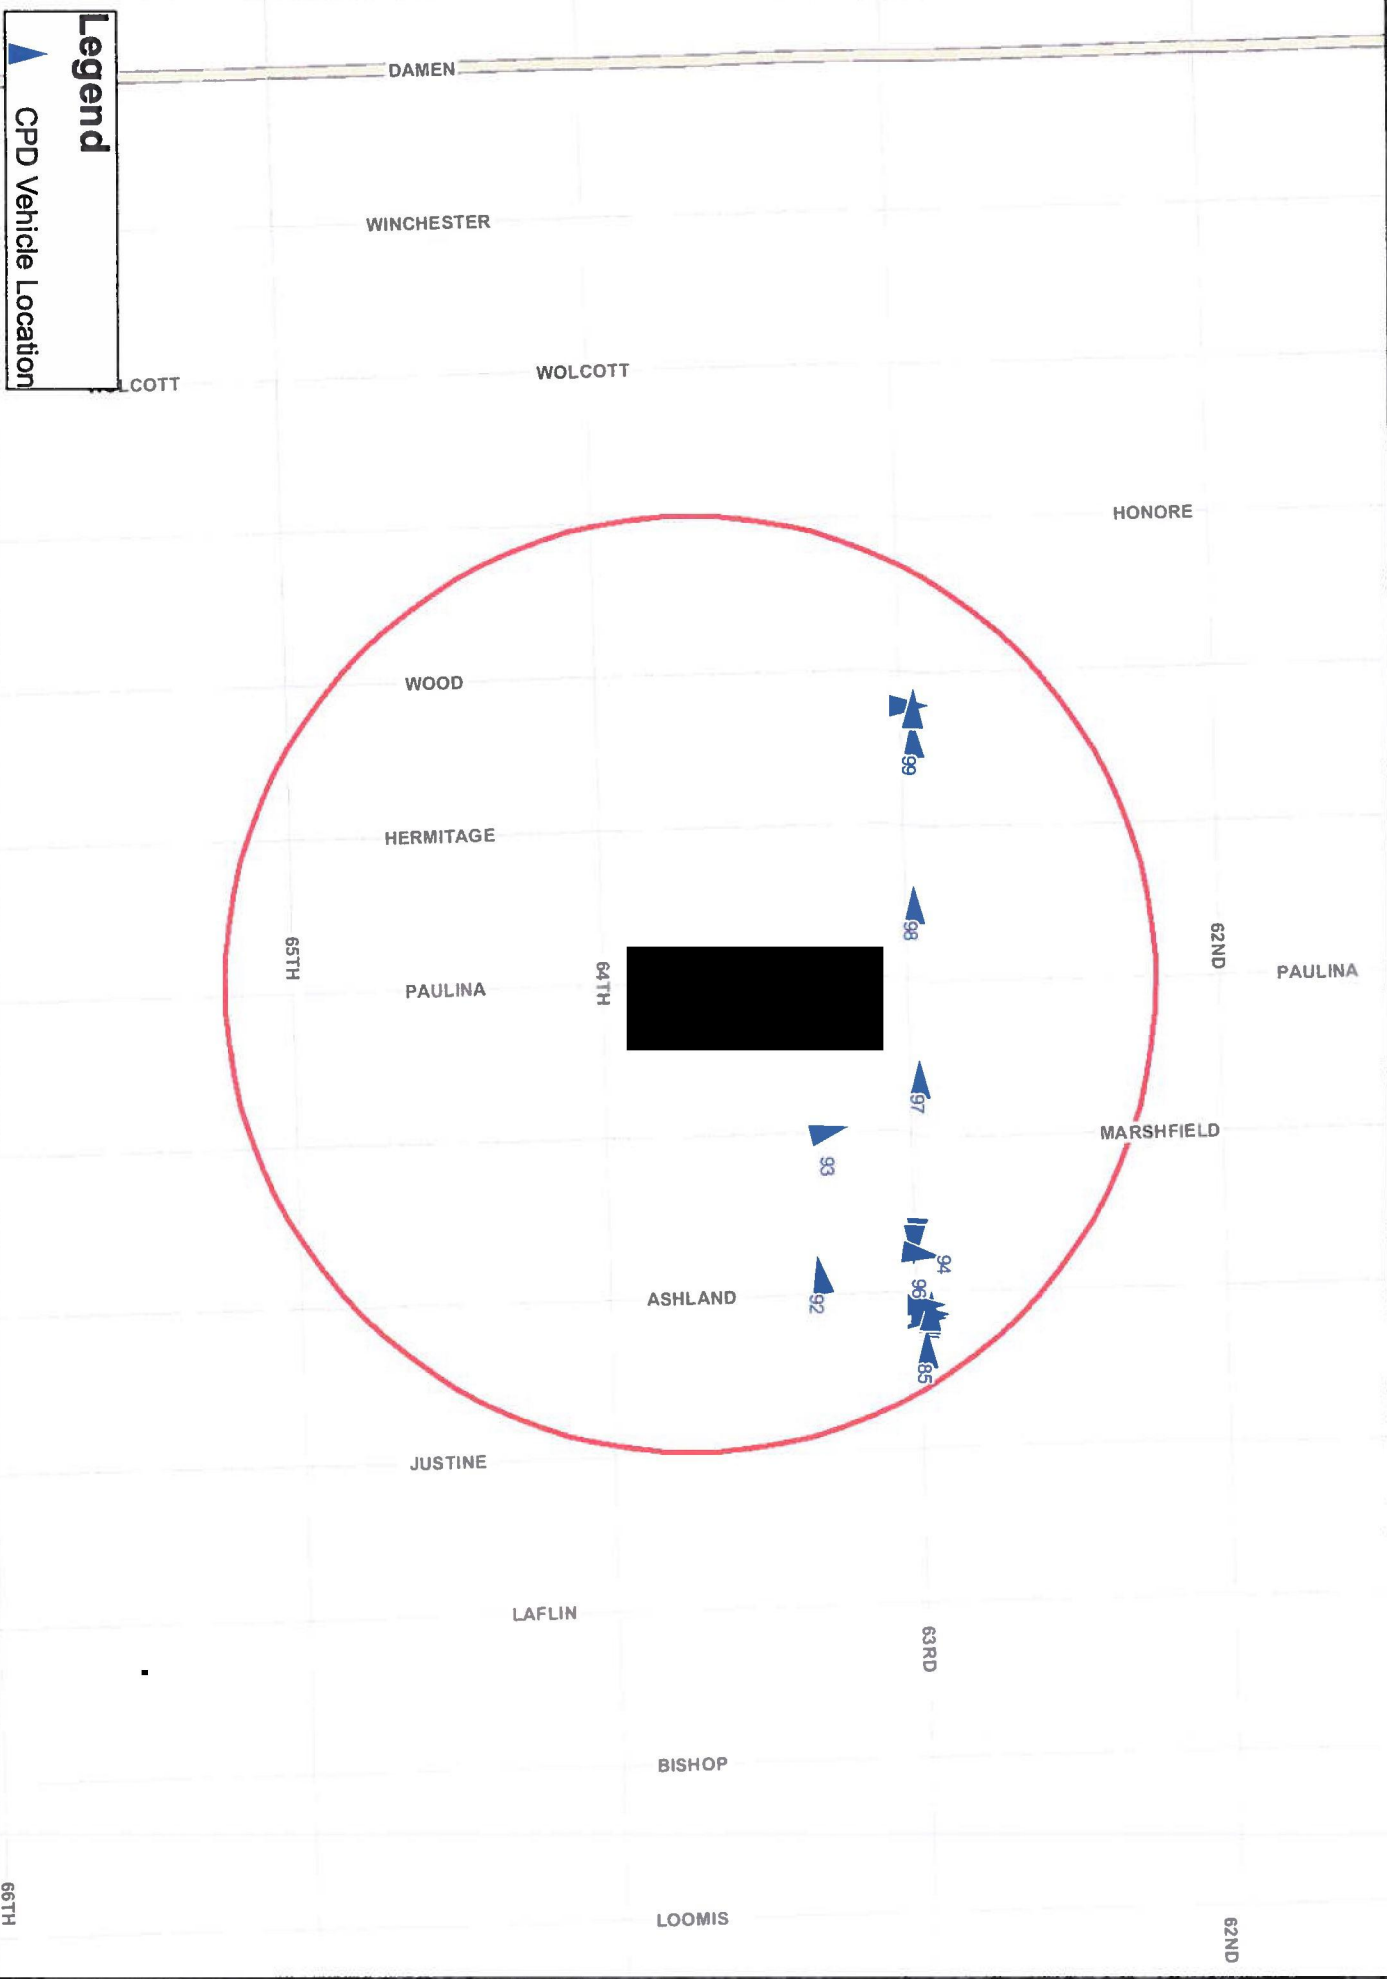 Legend
CPD Vehicle Location
DAMEN
WINCHESTER
WOLCOTT
WOLCOTT
HONORE
WOOD
99
HERMITAGE
98
65TH
64TH
62ND
PAULINA
PAULINA
97
MARSHFIELD
93
94
96
92
ASHLAND
85
JUSTINE
LAFLIN
63RD
BISHOP
66TH
LOOMIS
62ND